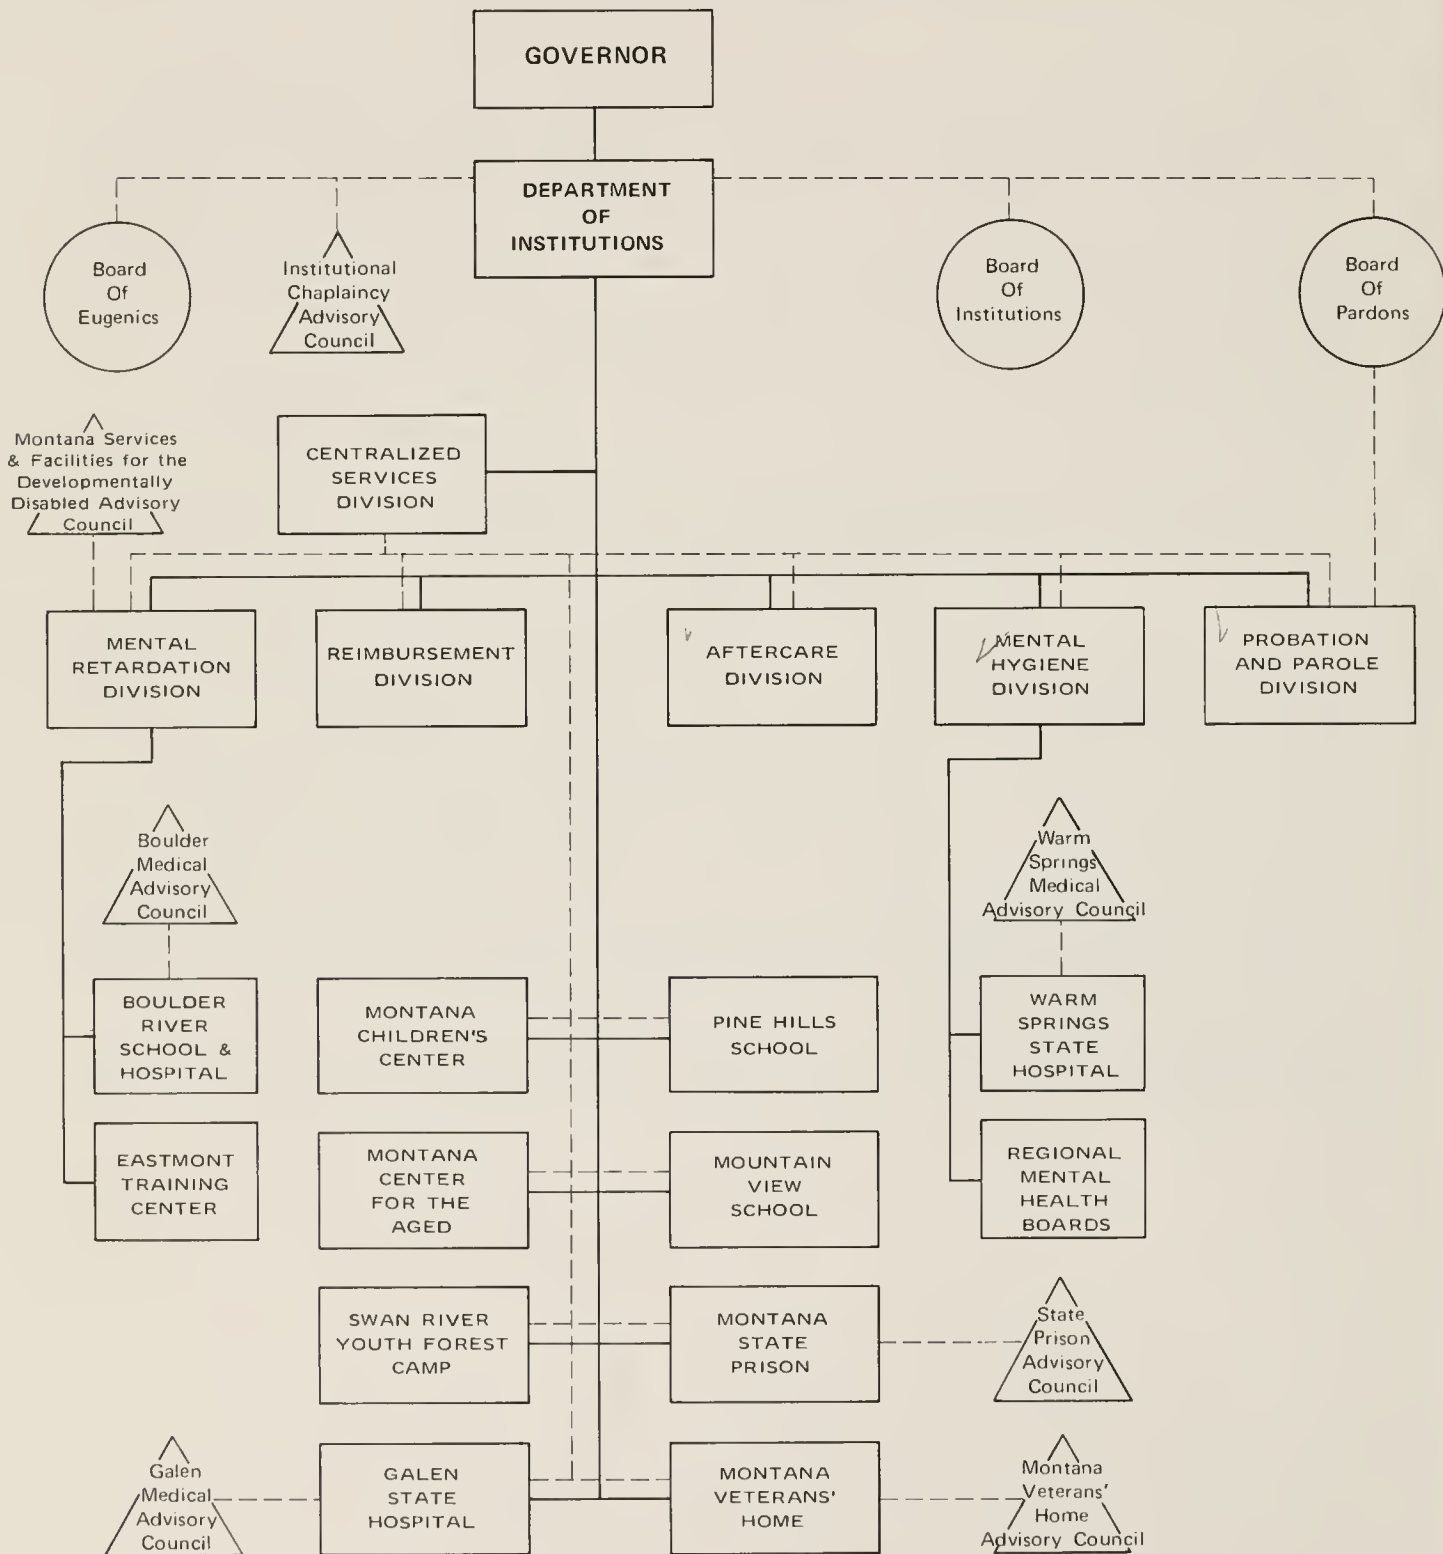 GOVERNOR
DEPARTMENT
OF
INSTITUTIONS
Board
Of
Eugenics
Institutional
Chaplaincy
Advisory
Council
Board
Of
Institutions
Board
Of
Pardons
Montana Services
& Facilities for the
Developmentally
Disabled Advisory
Council
CENTRALIZED
SERVICES
DIVISION
MENTAL
RETARDATION
DIVISION
REIMBURSEMENT
DIVISION
AFTERCARE
DIVISION
MENTAL
HYGIENE
DIVISION
PROBATION
AND PAROLE
DIVISION
Boulder
Medical
Advisory
Council
Warm
Springs
Medical
Advisory Council
BOULDER
RIVER
SCHOOL &
HOSPITAL
MONTANA
CHILDREN'S
CENTER
PINE HILLS
SCHOOL
WARM
SPRINGS
STATE
HOSPITAL
EASTMONT
TRAINING
CENTER
MONTANA
CENTER
FOR THE
AGED
MOUNTAIN
VIEW
SCHOOL
REGIONAL
MENTAL
HEALTH
BOARDS
SWAN RIVER
YOUTH FOREST
CAMP
MONTANA
STATE
PRISON
State
Prison
Advisory
Council
Galen
Medical
Advisory
Council
GALEN
STATE
HOSPITAL
MONTANA
VETERANS'
HOME
Montana
Veterans'
Home
Advisory Council